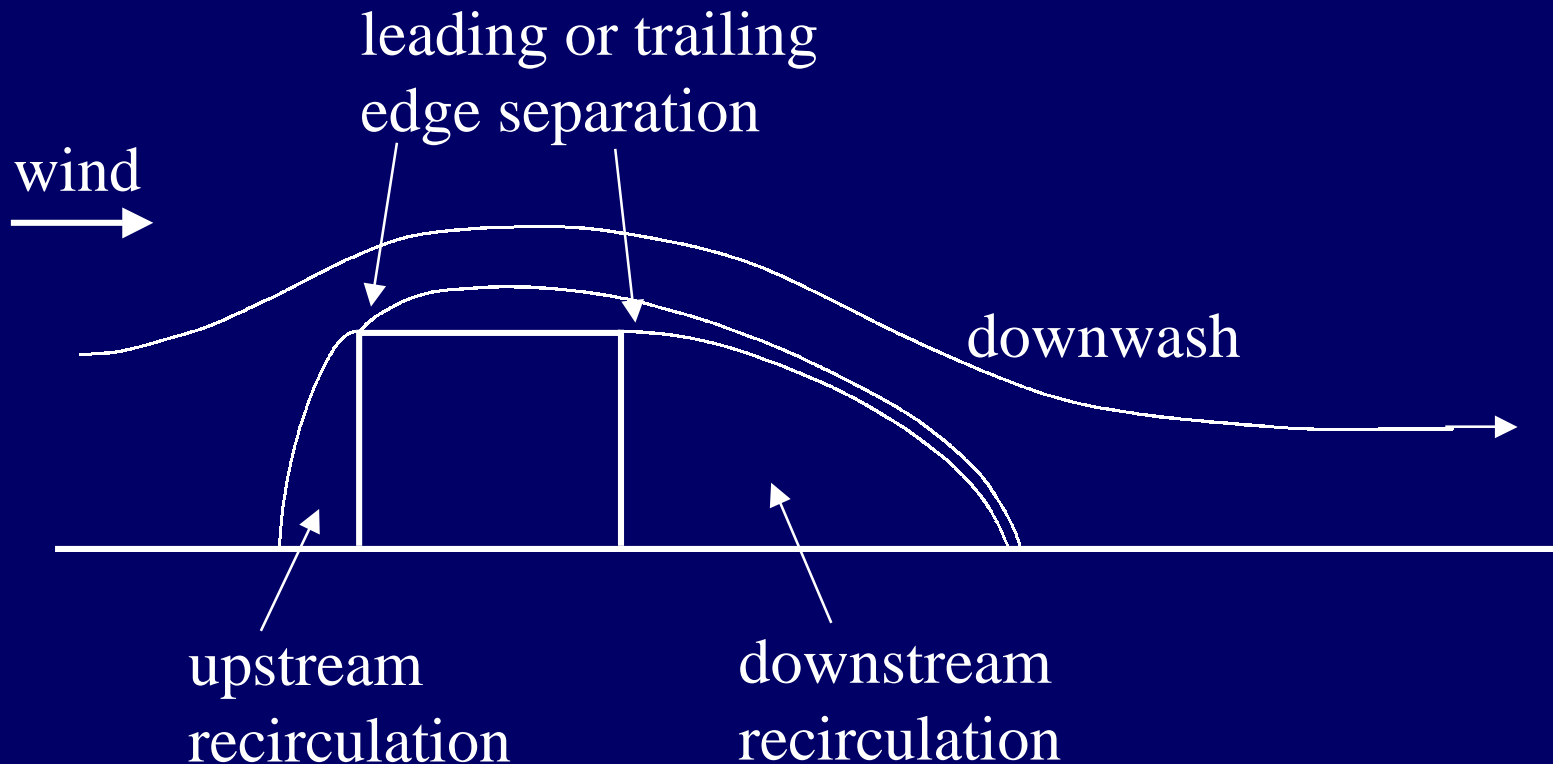 leading or trailing
edge separation
wind
downwash
upstream
recirculation
downstream
recirculation